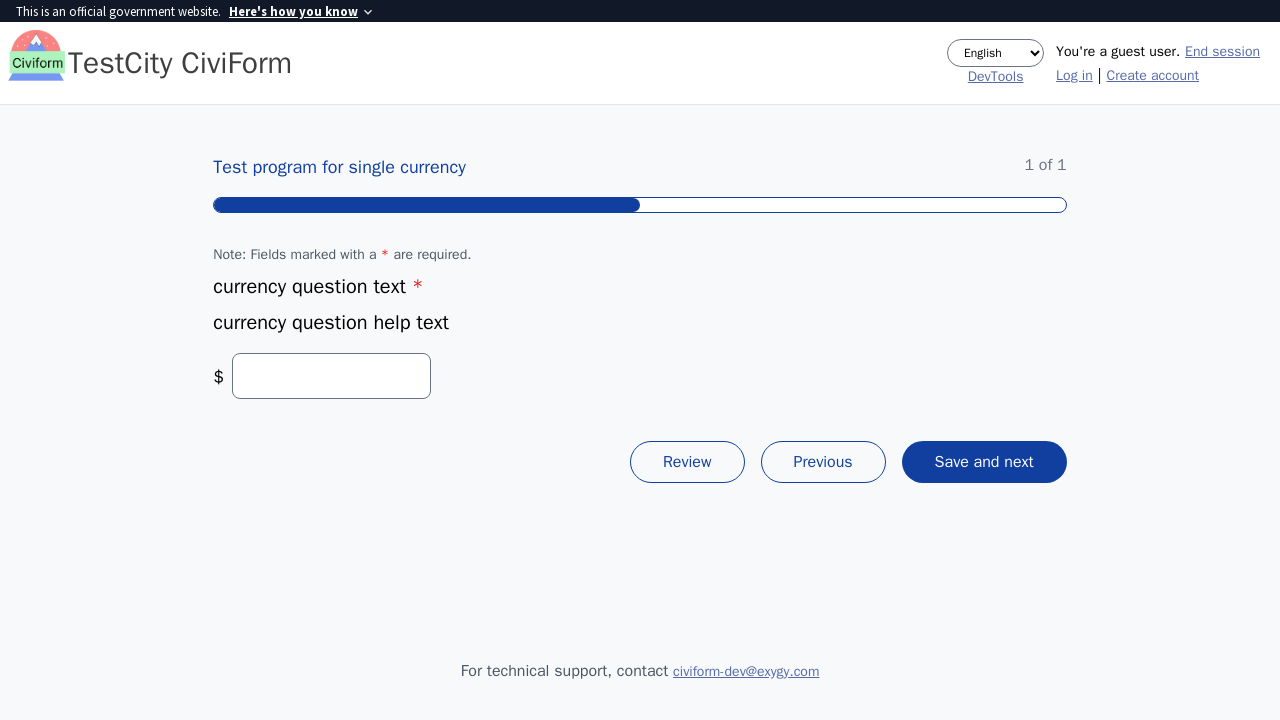 This is an official government website. Here's how you know
Civiform
TestCity CiviForm
English
DevTools
You're a guest user. End session
Log in | Create account
Test program for single currency
1 of 1
Note: Fields marked with a * are required.
currency question text *
currency question help text
$
Review
Previous
Save and next
For technical support, contact civiform-dev@exygy.com